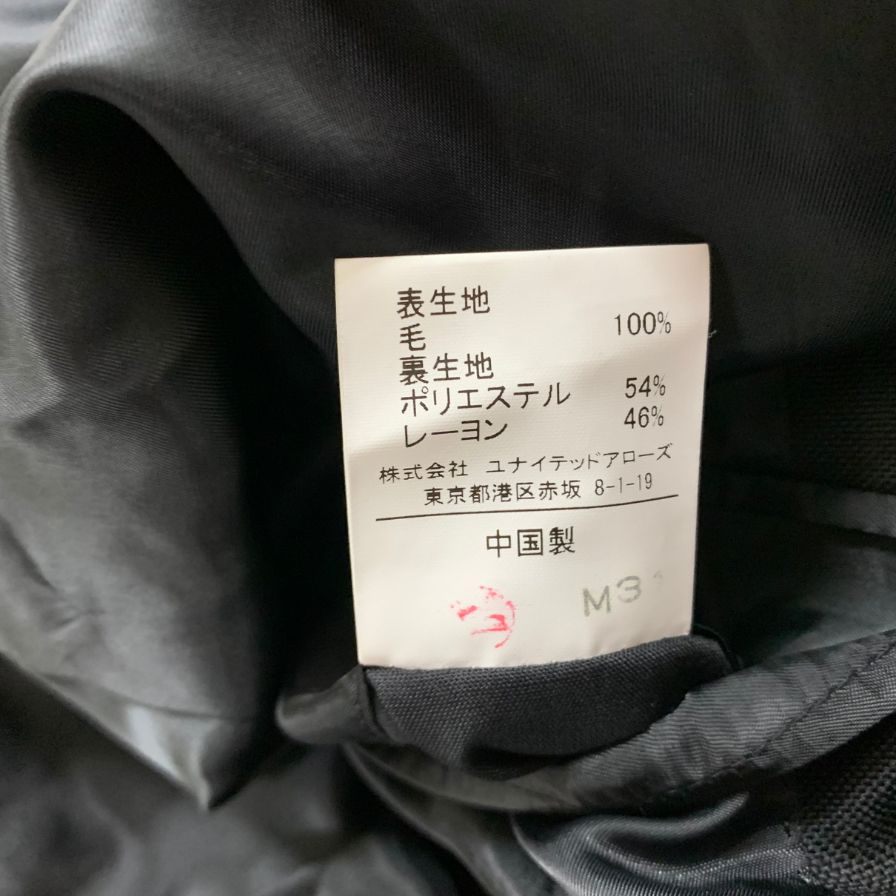 表生地
毛 100%
裏生地
ポリエステル 54%
レーヨン 46%
株式会社 ユナイテッドアローズ
東京都港区赤坂 8-1-19
中国製
M3